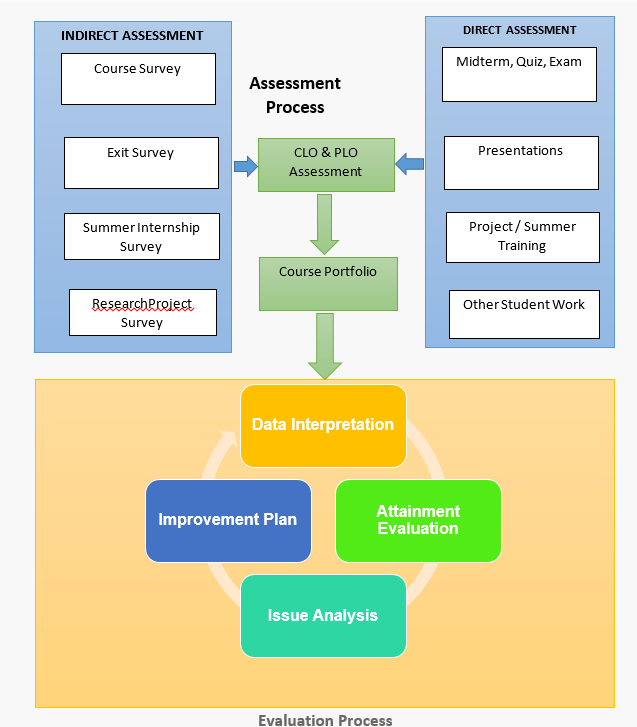 INDIRECT ASSESSMENT
Course Survey
Exit Survey
Summer Internship
Survey
ResearchProject
Survey
Assessment
Process
CLO & PLO
Assessment
Course Portfolio
DIRECT ASSESSMENT
Midterm, Quiz, Exam
Presentations
Project / Summer
Training
Other Student Work
Data Interpretation
Attainment
Evaluation
Issue Analysis
Improvement Plan
Evaluation Process